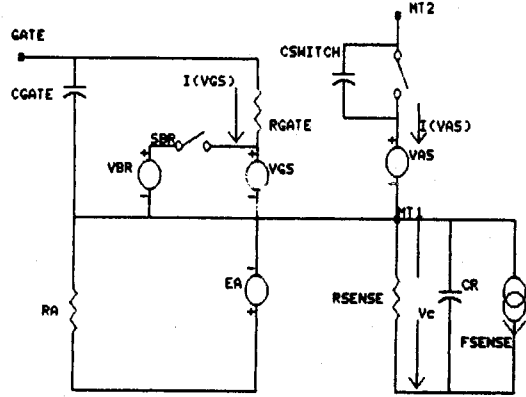 MT2
GATE
CSWITCH
CGATE
I(VGS)
RGATE
I(VAS)
SBR
VBR
+
+
VGS
+
VAS
-
-
-
MT1
-
EA
+
RA
RSENSE
CR
Vc
FSENSE